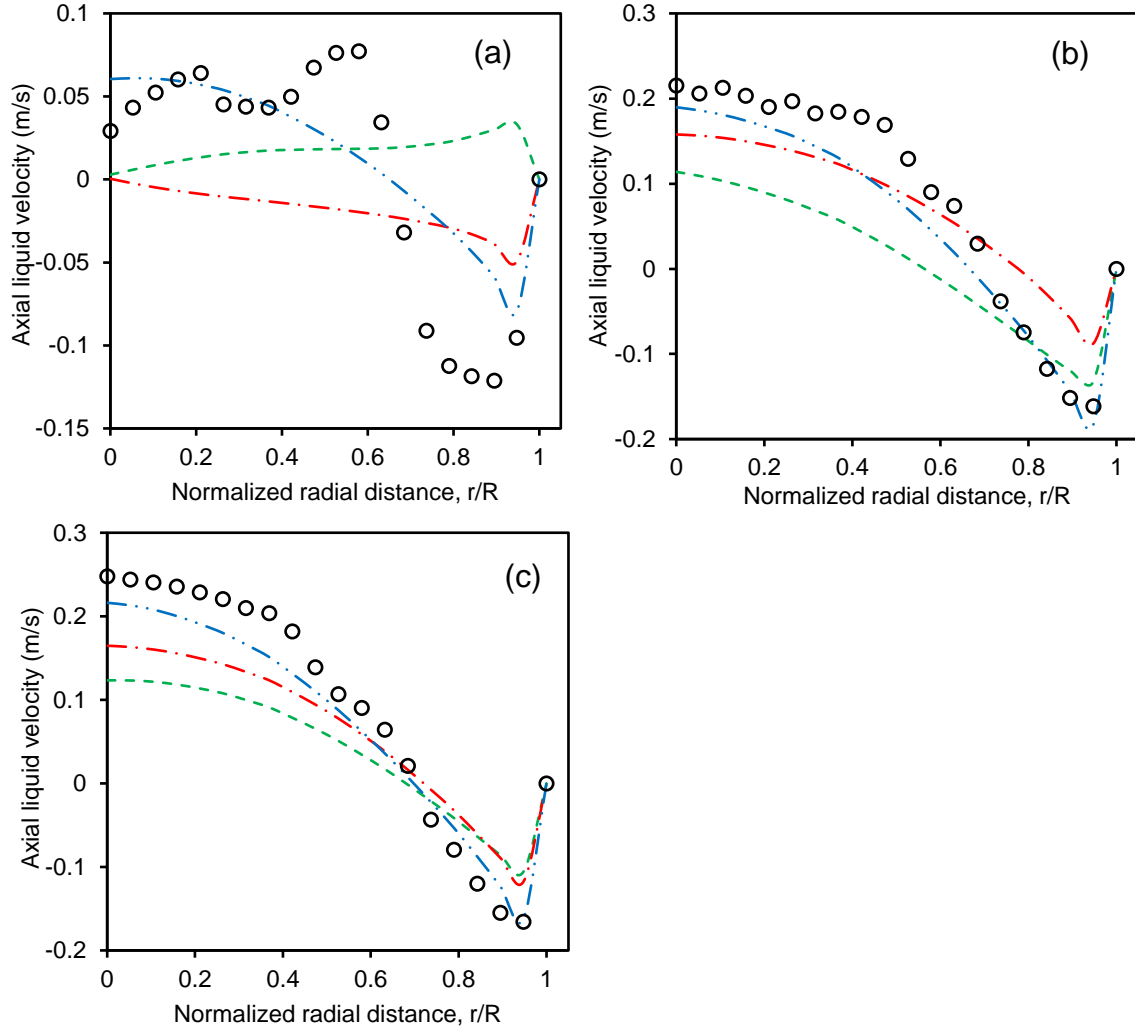 (a)
Axial liquid velocity (m/s)
0.1
0.05
0
-0.05
-0.1
-0.15
0 0.2 0.4 0.6 0.8 1
Normalized radial distance, r/R
(b)
Axial liquid velocity (m/s)
0.3
0.2
0.1
0
-0.1
-0.2
0 0.2 0.4 0.6 0.8 1
Normalized radial distance, r/R
(c)
Axial liquid velocity (m/s)
0.3
0.2
0.1
0
-0.1
-0.2
0 0.2 0.4 0.6 0.8 1
Normalized radial distance, r/R